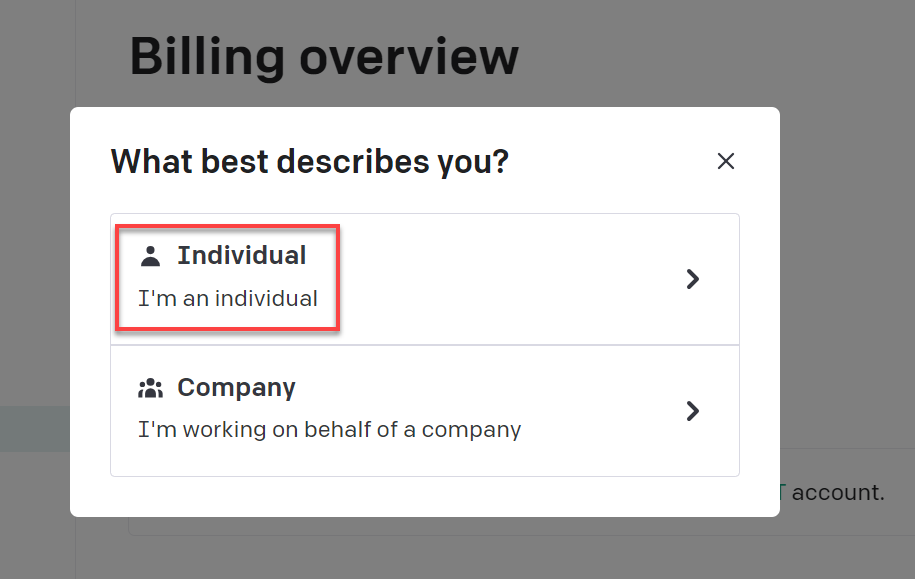 Billing overview
What best describes you?
Individual
I'm an individual
Company
I'm working on behalf of a company
account.